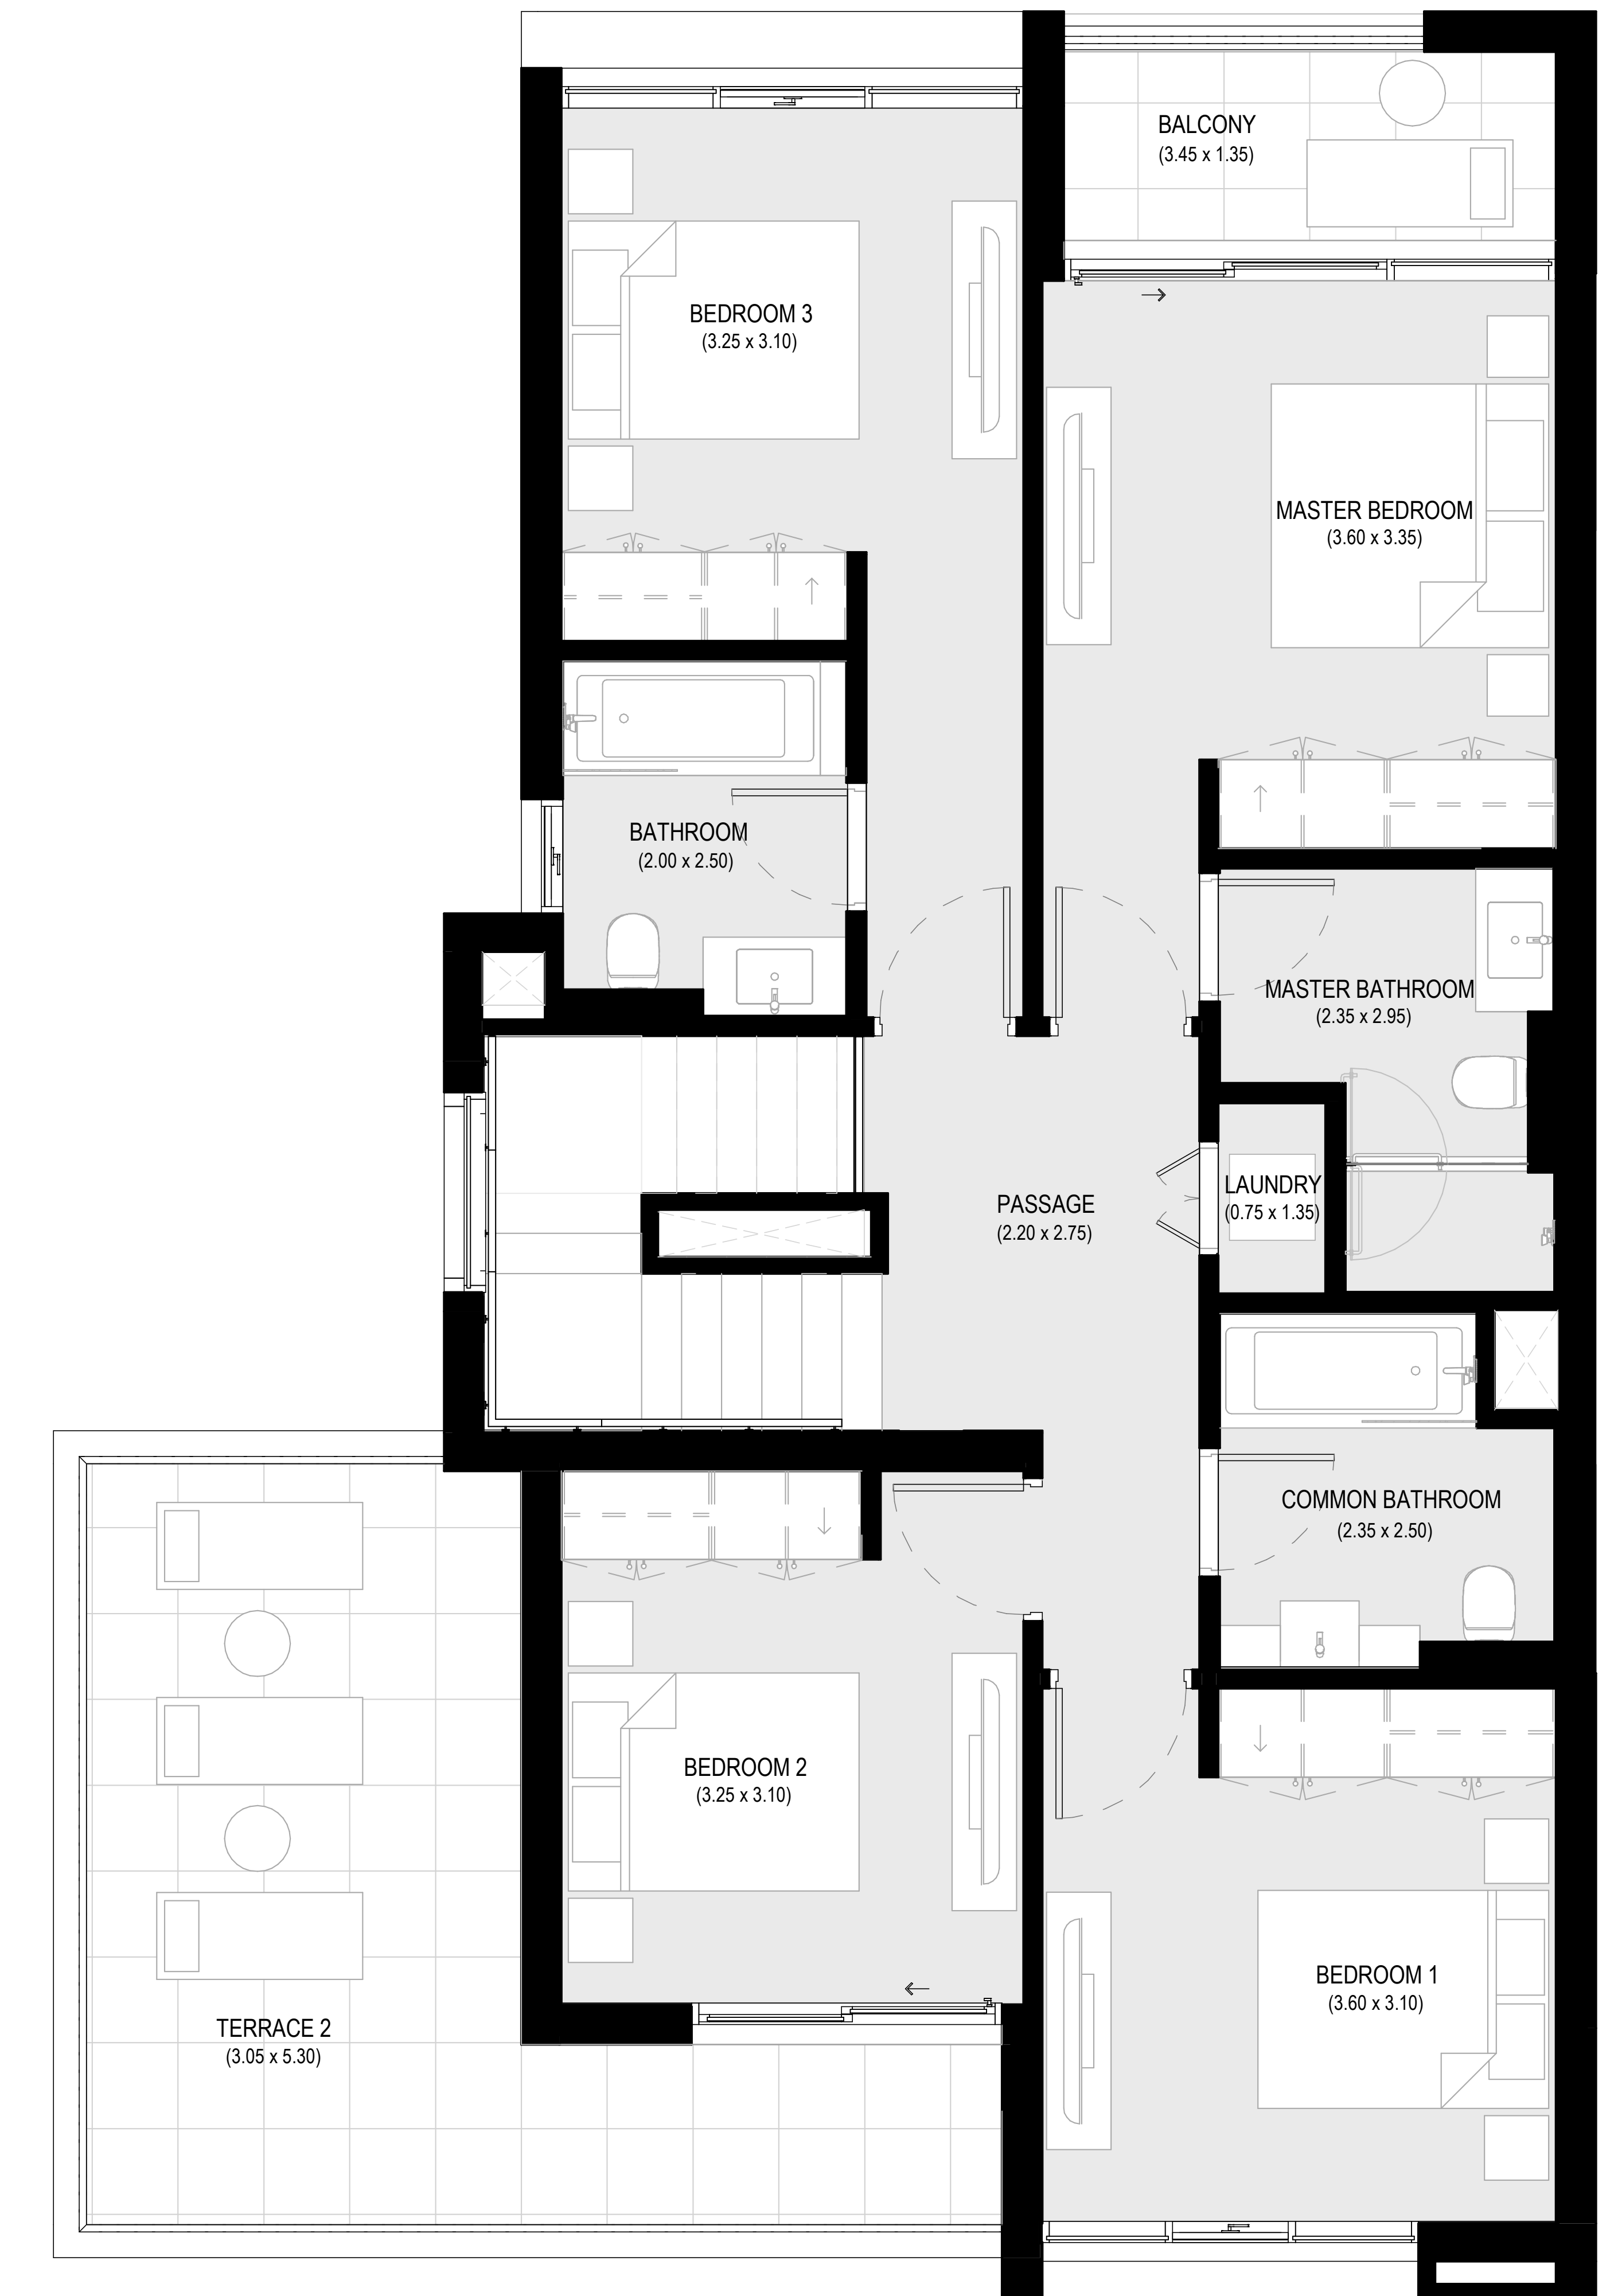 BALCONY
(3.45 x 1.35)
BEDROOM 3
(3.25 x 3.10)
MASTER BEDROOM
(3.60 x 3.35)
BATHROOM
(2.00 x 2.50)
MASTER BATHROOM
(2.35 x 2.95)
LAUNDRY
(0.75 x 1.35)
PASSAGE
(2.20 x 2.75)
COMMON BATHROOM
(2.35 x 2.50)
BEDROOM 2
(3.25 x 3.10)
BEDROOM 1
(3.60 x 3.10)
TERRACE 2
(3.05 x 5.30)